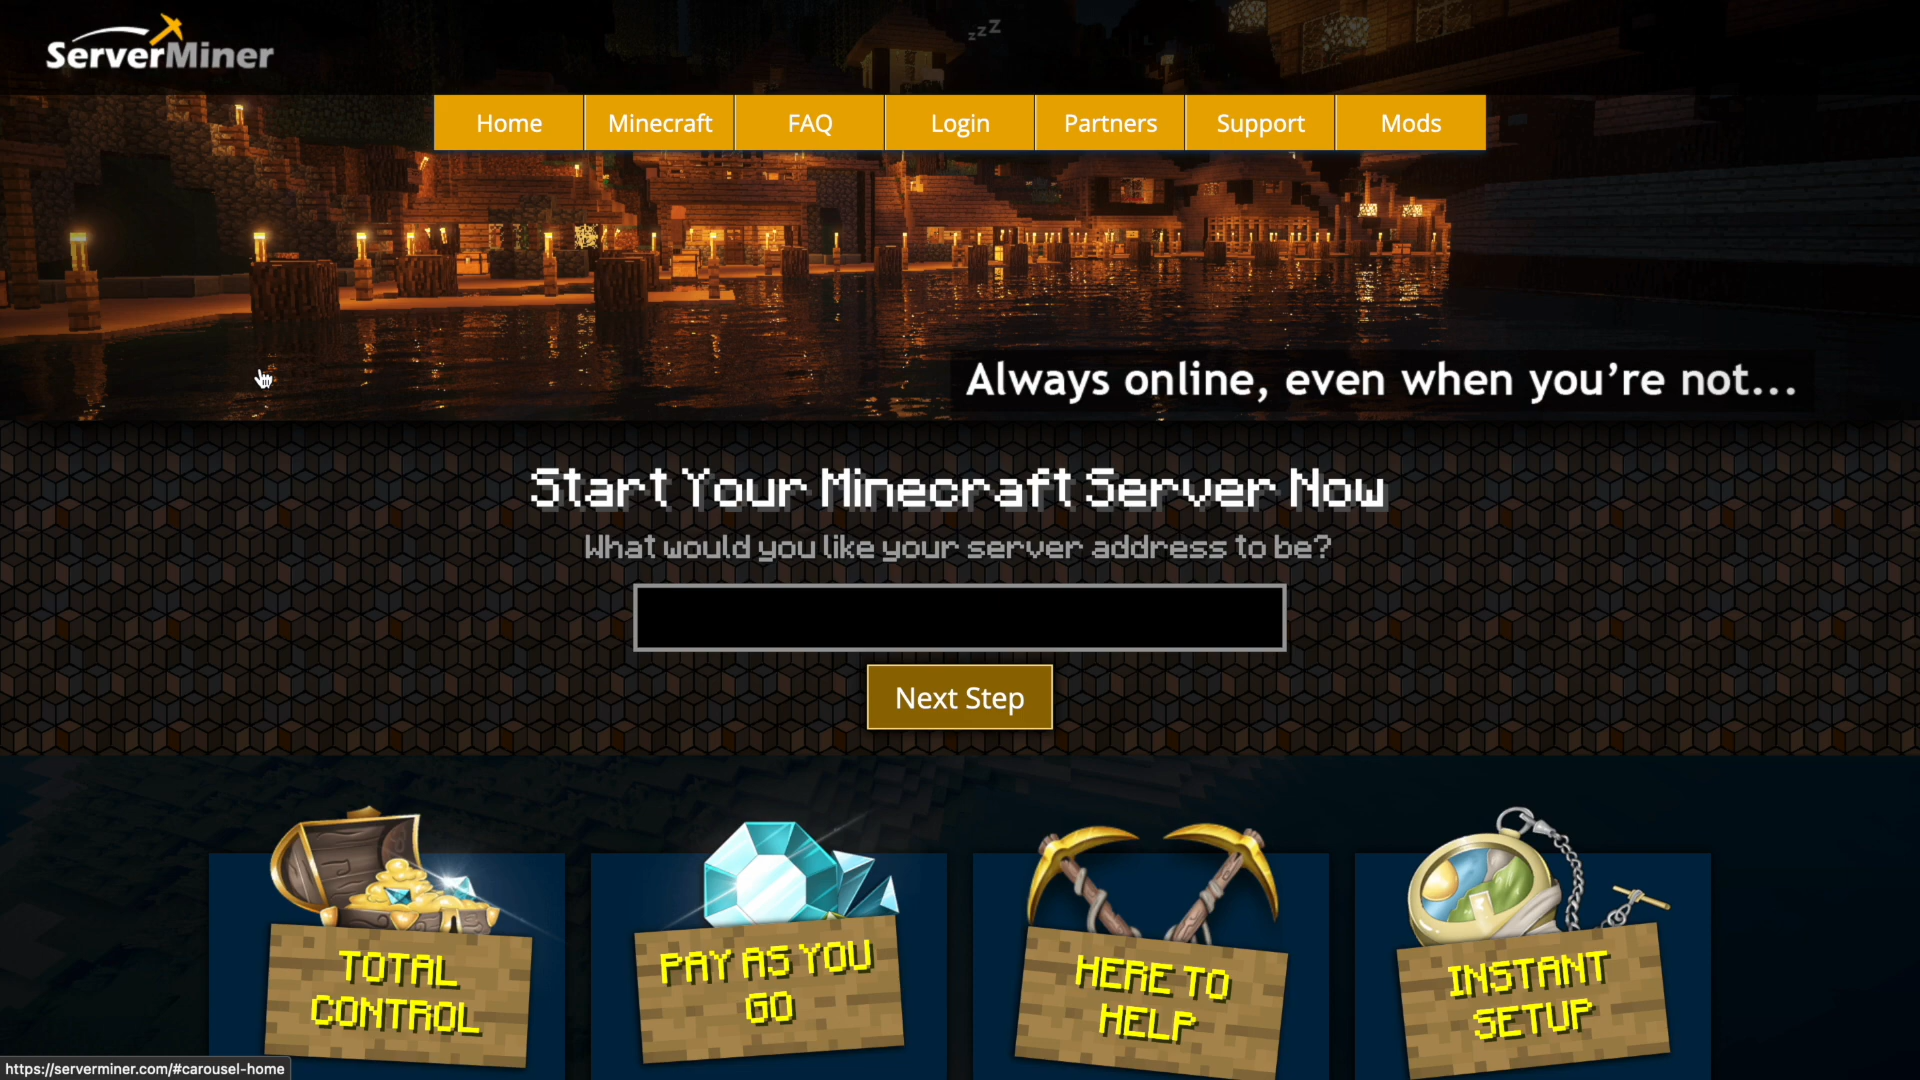 ServerMiner
zzZ
Home
Minecraft
FAQ
Login
Partners
Support
Mods
Always online, even when you're not...
Start Your Minecraft Server Now
What would you like your server address to be?
Next Step
TOTAL
CONTROL
PAY AS YOU
GO
HERE TO
HELP
INSTANT
SETUP
https://serverminer.com/#carousel-home